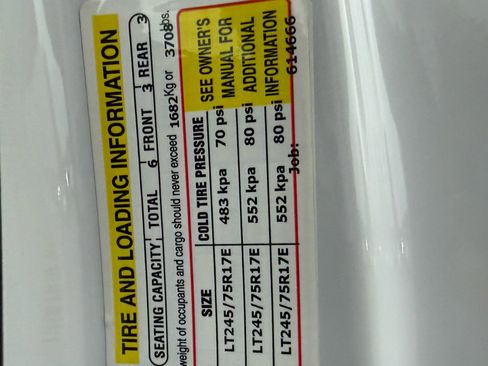 TIRE AND LOADING INFORMATION
SEATING CAPACITY TOTAL 6 FRONT 3 REAR 3
weight of occupants and cargo should never exceed 1682Kg or 3708lbs.
SIZE COLD TIRE PRESSURE SEE OWNER'S
LT245/75R17E 483 kpa 70 psi MANUAL FOR
LT245/75R17E 552 kpa 80 psi ADDITIONAL
LT245/75R17E 552 kpa 80 psi INFORMATION
Job: 614666